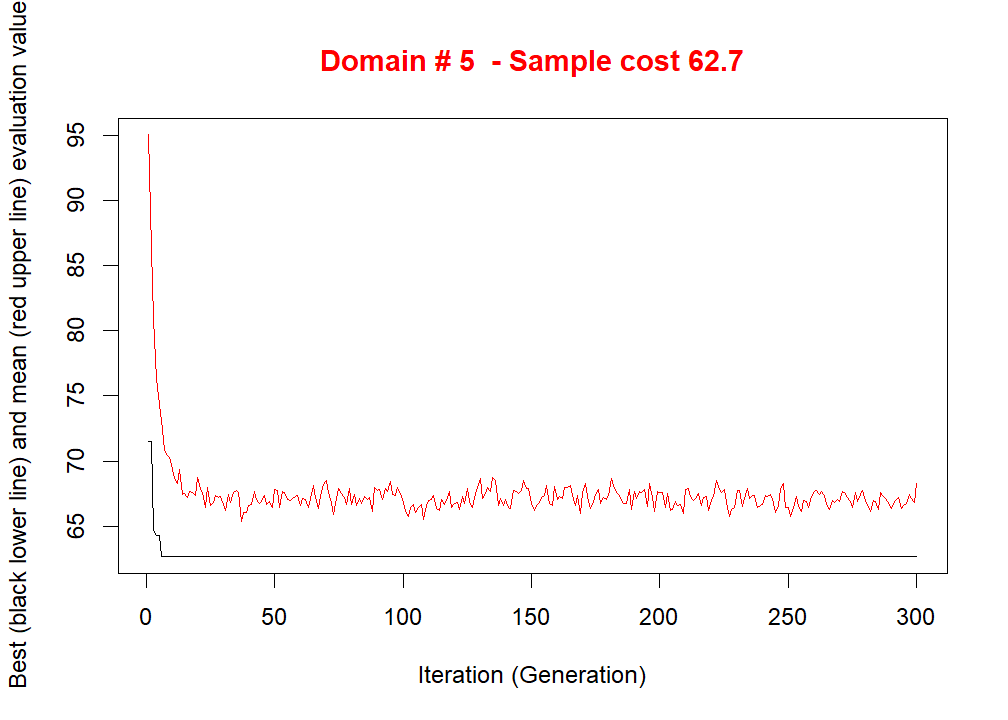 Domain # 5  - Sample cost 62.7
Best (black lower line) and mean (red upper line) evaluation value
95
90
85
80
75
70
65
0 50 100 150 200 250 300
Iteration (Generation)